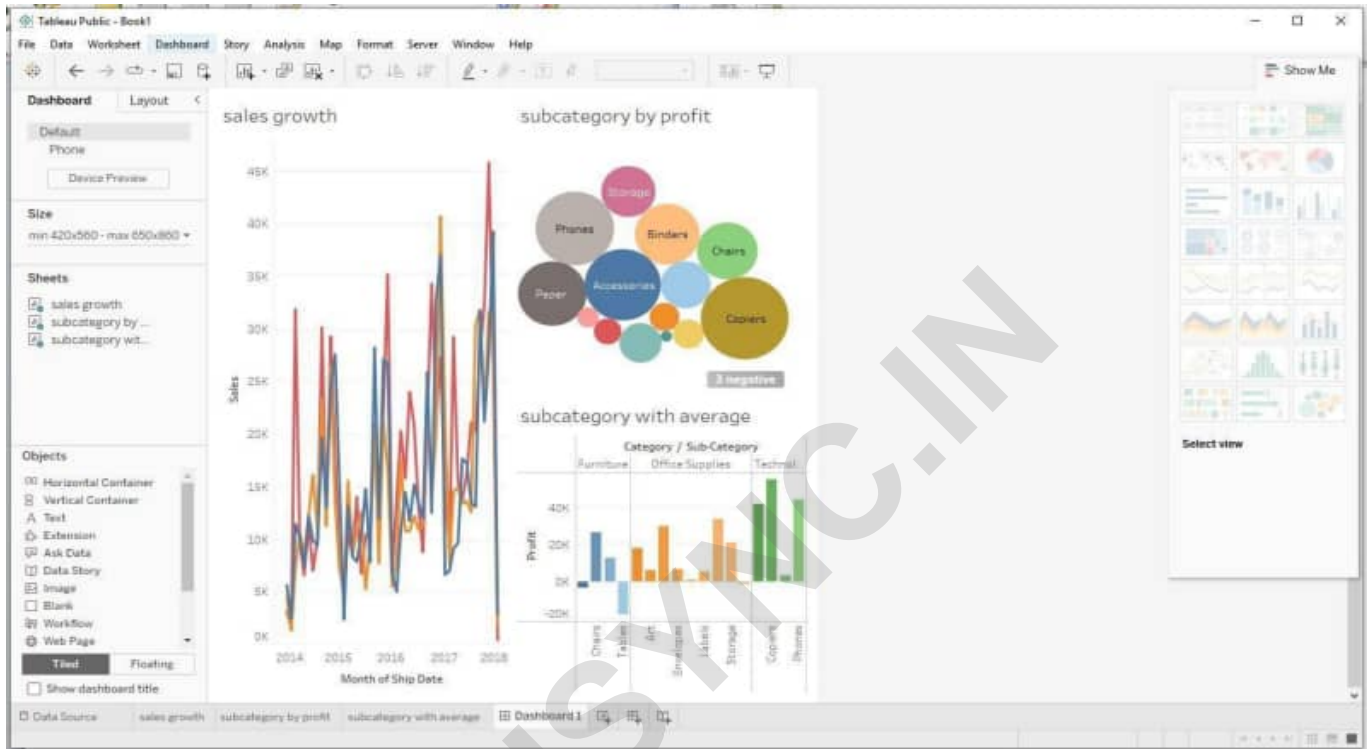 Tableau Public - Book1
File Data Worksheet Dashboard Story Analysis Map Format Server Window Help
Show Me
Dashboard Layout
Default
Phone
Device Preview
Size
min 420x560 - max 650x860
Sheets
sales growth
subcategory by ...
subcategory wit...
Objects
Horizontal Container
Vertical Container
A Text
Extension
Ask Data
Data Story
Image
Blank
Workflow
Web Page
Tiled Floating
Show dashboard title
sales growth
45K
40K
35K
30K
25K
20K
15K
10K
5K
0K
Sales
2014 2015 2016 2017 2018
Month of Ship Date
subcategory by profit
Storage
Phones
Binders
Chairs
Paper
Accessories
Copiers
3 negative
subcategory with average
Category / Sub-Category
Furniture Office Supplies Technol..
Profit
40K
20K
0K
-20K
Chairs Tables Art Envelopes Labels Storage Copiers Phones
Select view
Data Source sales growth subcategory by profit subcategory with average Dashboard 1
SYNC.IN